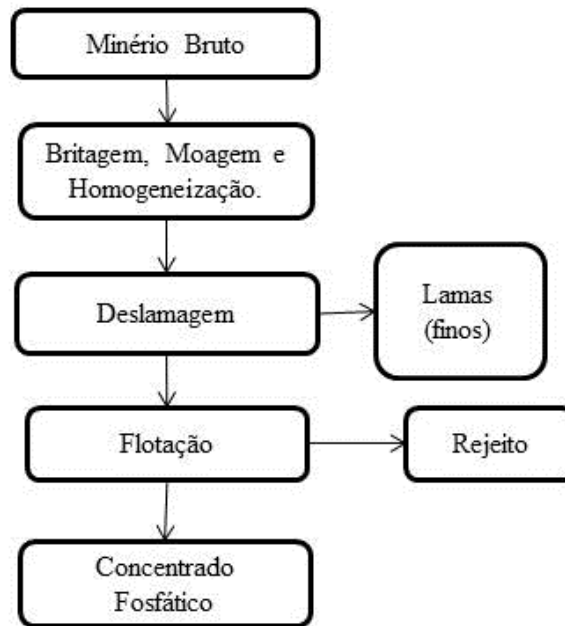 Minério Bruto
Britagem, Moagem e
Homogeneização.
Deslamagem
Lamas
(finos)
Flotação
Rejeito
Concentrado
Fosfático